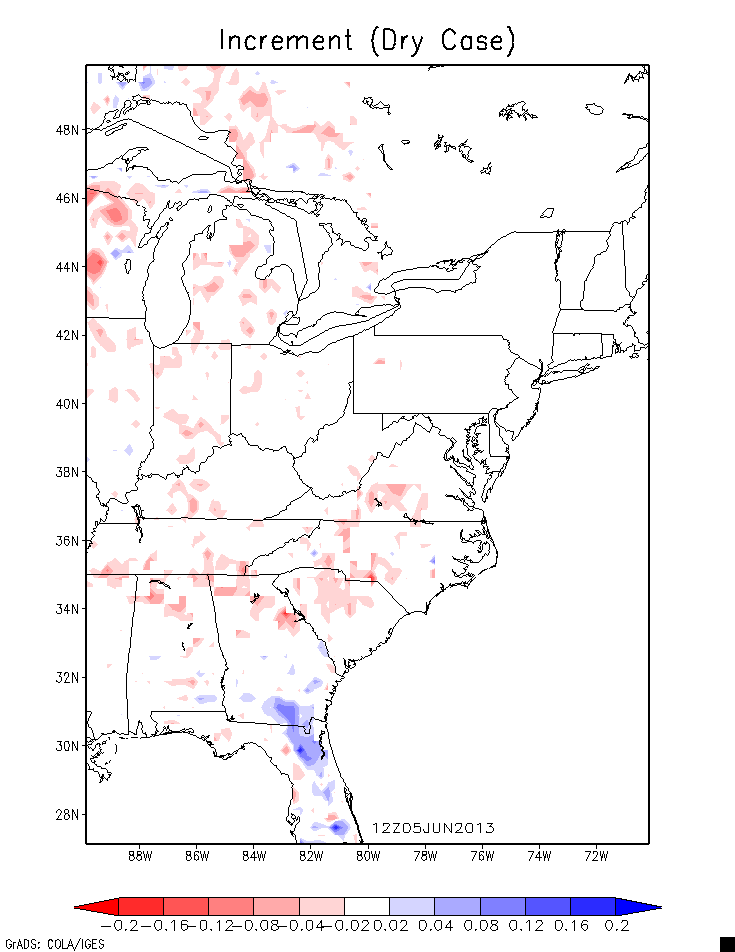 Increment (Dry Case)
48N
46N
44N
42N
40N
38N
36N
34N
32N
30N
28N
12Z05JUN2013
88W 86W 84W 82W 80W 78W 76W 74W 72W
-0.2 -0.16 -0.12 -0.08 -0.04 -0.02 0.02 0.04 0.08 0.12 0.16 0.2
GrADS: COLA/IGES